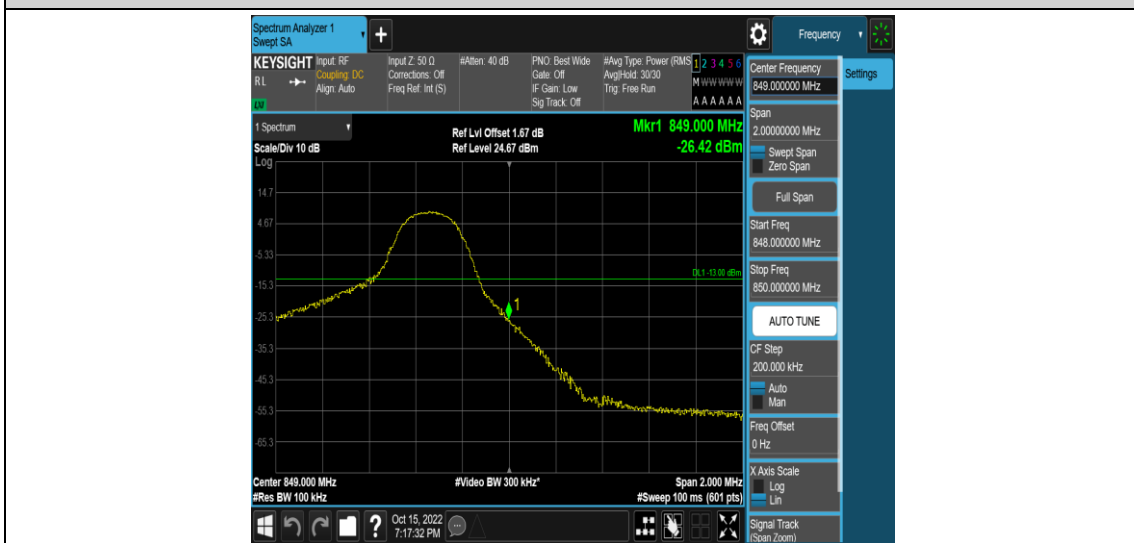 Spectrum Analyzer 1
Swept SA
+
Frequency
KEYSIGHT
RL
Input: RF
Coupling: DC
Align: Auto
Input Z: 50 Ω
Corrections: Off
Freq Ref: Int (S)
#Atten: 40 dB
PNO: Best Wide
Gate: Off
IF Gain: Low
Sig Track: Off
#Avg Type: Power (RMS
Avg|Hold: 30/30
Trig: Free Run
1 2 3 4 5 6
M W W W W W
A A A A A A
1 Spectrum
Scale/Div 10 dB
Ref Lvl Offset 1.67 dB
Ref Level 24.67 dBm
Mkr1 849.000 MHz
-26.42 dBm
Log
14.7
4.67
-5.33
-15.3
-25.3
-35.3
-45.3
-55.3
-65.3
DL1 -13.00 dBm
1
Center 849.000 MHz
#Video BW 300 kHz*
Span 2.000 MHz
#Res BW 100 kHz
#Sweep 100 ms (601 pts)
?
Oct 15, 2022
7:17:32 PM
Center Frequency
849.000000 MHz
Settings
Span
2.00000000 MHz
Swept Span
Zero Span
Full Span
Start Freq
848.000000 MHz
Stop Freq
850.000000 MHz
AUTO TUNE
CF Step
200.000 kHz
Auto
Man
Freq Offset
0 Hz
X Axis Scale
Log
Lin
Signal Track
(Span Zoom)